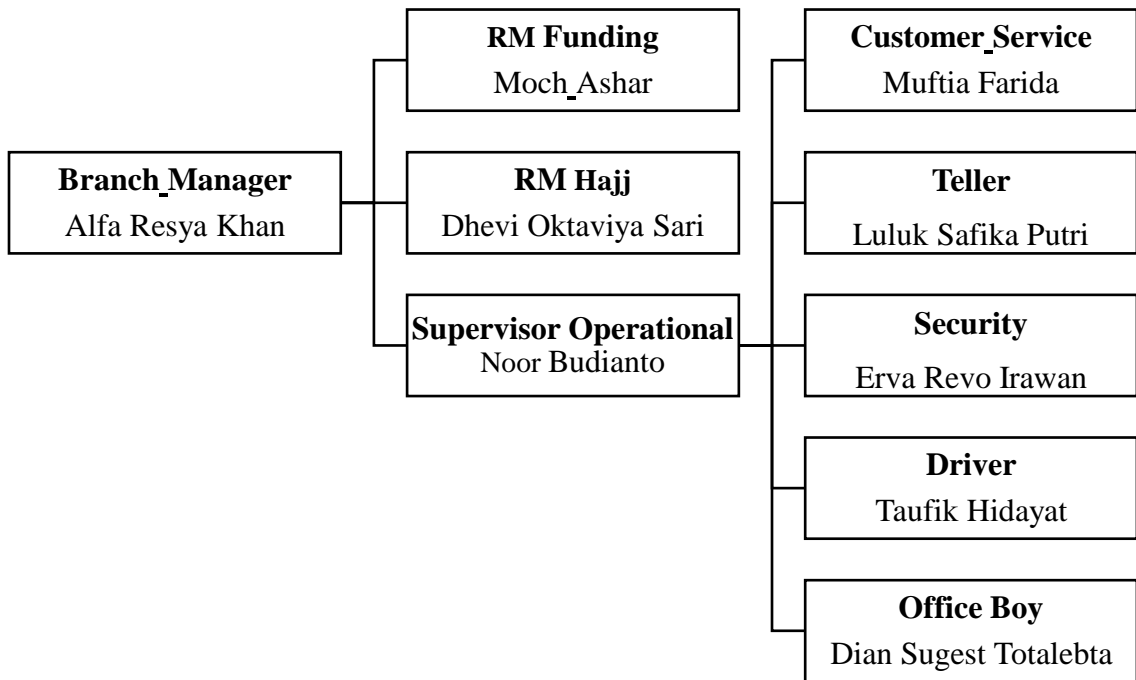 RM Funding
Moch Ashar
Branch Manager
Alfa Resya Khan
RM Hajj
Dhevi Oktaviya Sari
Supervisor Operational
Noor Budianto
Customer Service
Muftia Farida
Teller
Luluk Safika Putri
Security
Erva Revo Irawan
Driver
Taufik Hidayat
Office Boy
Dian Sugest Totalebta